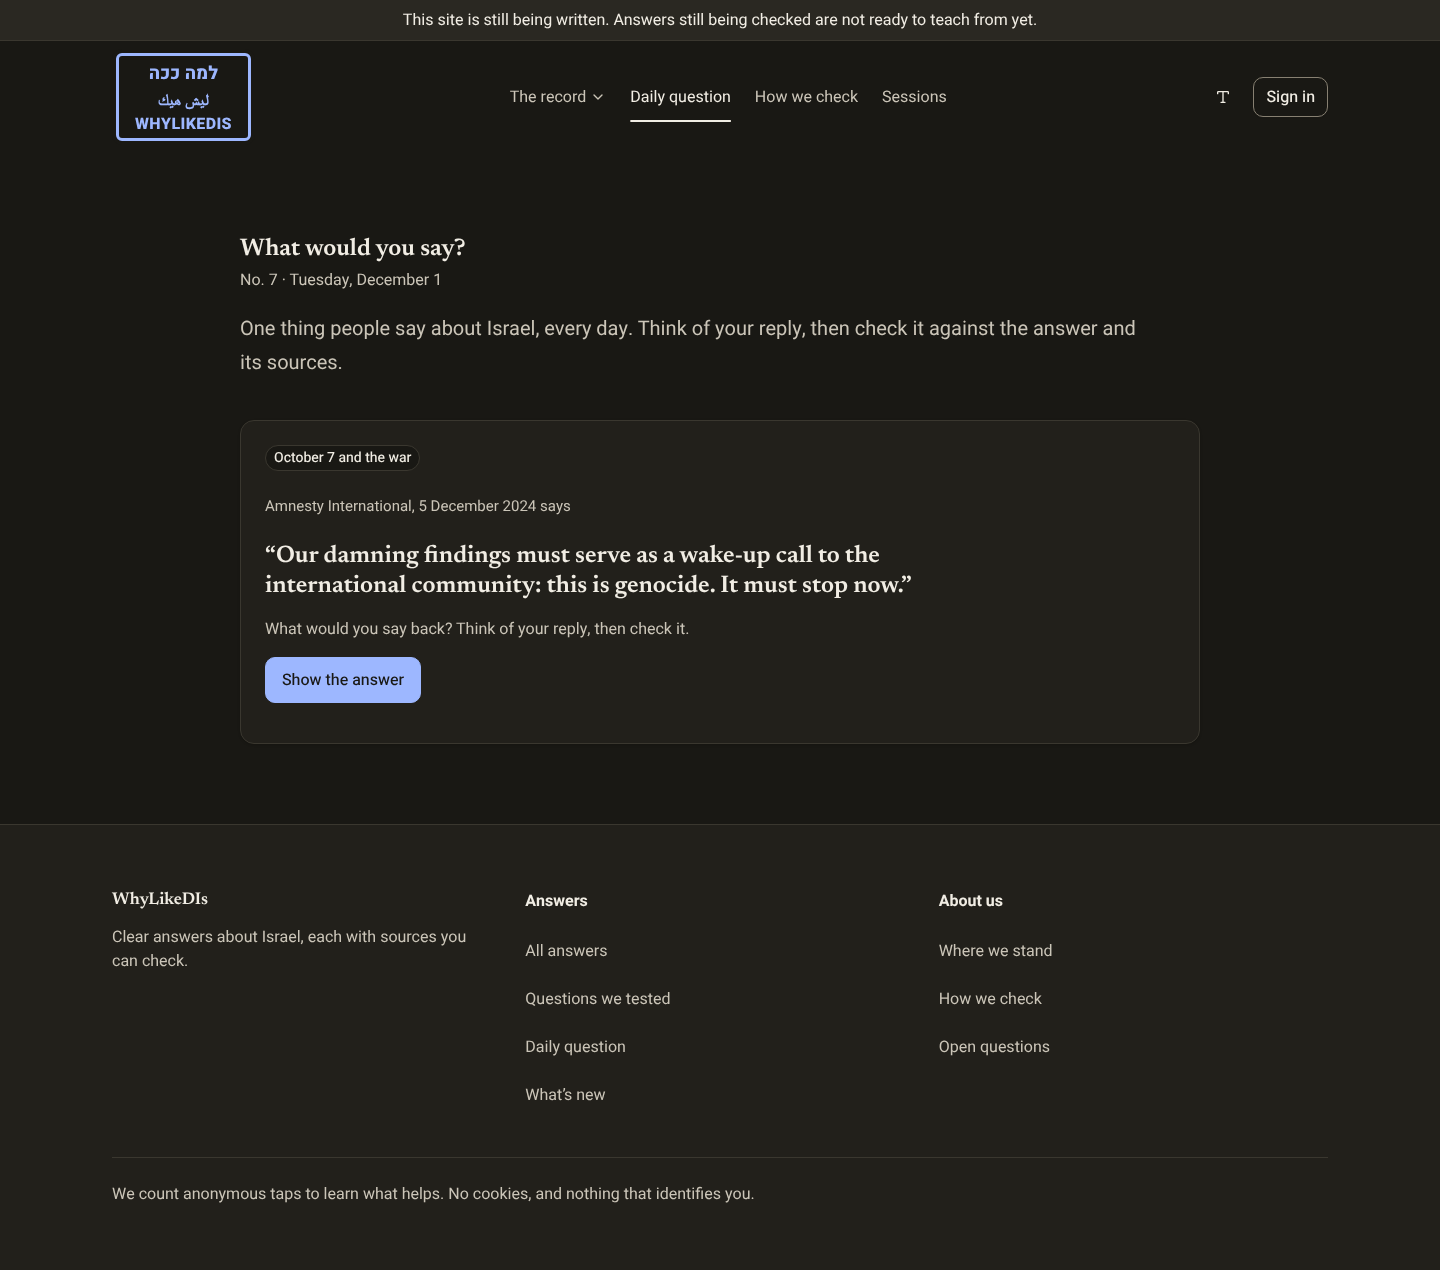 This site is still being written. Answers still being checked are not ready to teach from yet.
למה ככה
ليش هيك
WHYLIKEDIS
The record
Daily question
How we check
Sessions
T
Sign in
What would you say?
No. 7 · Tuesday, December 1
One thing people say about Israel, every day. Think of your reply, then check it against the answer and
its sources.
October 7 and the war
Amnesty International, 5 December 2024 says
“Our damning findings must serve as a wake-up call to the
international community: this is genocide. It must stop now.”
What would you say back? Think of your reply, then check it.
Show the answer
WhyLikeDIs
Clear answers about Israel, each with sources you
can check.
Answers
All answers
Questions we tested
Daily question
What’s new
About us
Where we stand
How we check
Open questions
We count anonymous taps to learn what helps. No cookies, and nothing that identifies you.